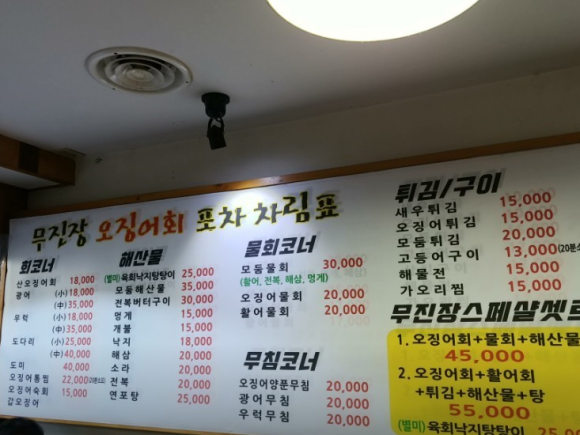 무진장 오징어회 포차 차림표
회코너
산오징어회 18,000
광어 (小) 18,000
(中) 35,000
우럭 (小) 18,000
(中) 35,000
도다리 (小) 25,000
(中) 40,000
도미 40,000
오징어통찜 22,000
오징어숙회 15,000
갑오징어
해산물
(별미) 육회낙지탕탕이 25,000
모둠해산물 35,000
전복버터구이 30,000
멍게 15,000
개불 15,000
낙지 18,000
해삼 20,000
소라 20,000
전복 20,000
연포탕 25,000
물회코너
모둠물회 30,000
(활어, 전복, 해삼, 멍게)
오징어물회 20,000
활어물회 20,000
무침코너
오징어양푼무침 20,000
광어무침 20,000
우럭무침 20,000
튀김/구이
새우튀김 15,000
오징어튀김 15,000
모둠튀김 20,000
고등어구이 13,000 (20분
해물전 15,000
가오리찜 15,000
무진장스페셜셋트
1. 오징어회+물회+해산물
45,000
2. 오징어회+활어회
+튀김+해산물+탕
55,000
(별미) 육회낙지탕탕이